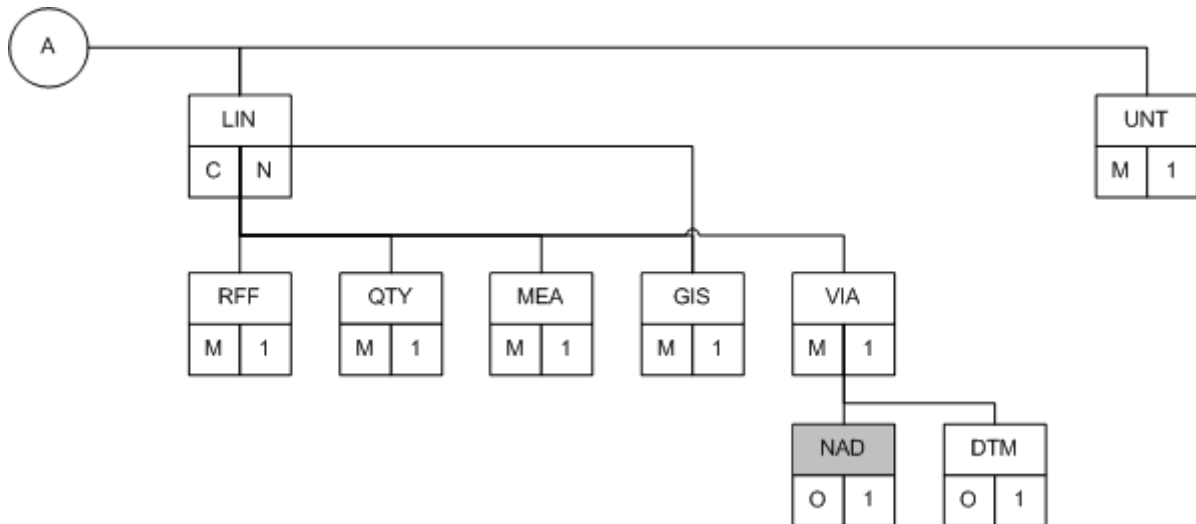 A
LIN
UNT
C N
M 1
RFF QTY MEA GIS VIA
M 1 M 1 M 1 M 1 M 1
NAD DTM
O 1 O 1